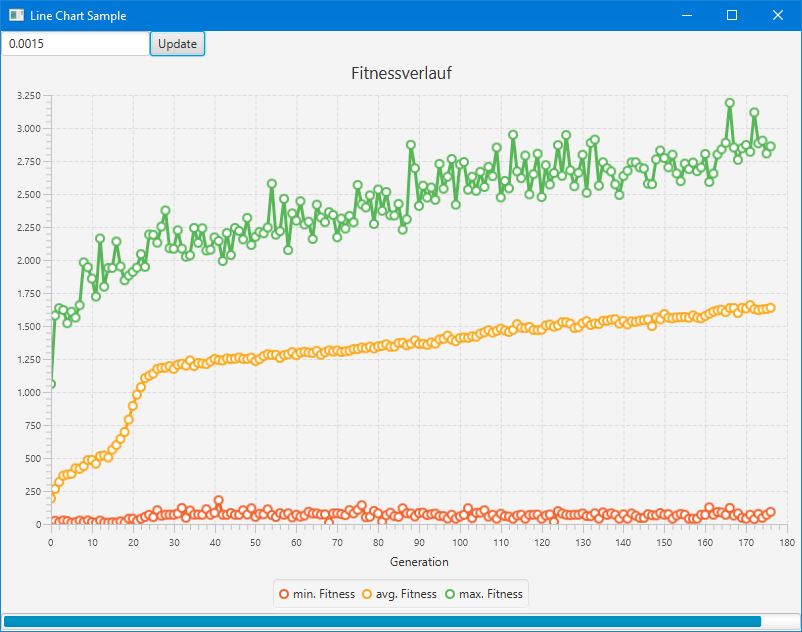 Line Chart Sample
0.0015 Update
Fitnessverlauf
3.250
3.000
2.750
2.500
2.250
2.000
1.750
1.500
1.250
1.000
750
500
250
0
0 10 20 30 40 50 60 70 80 90 100 110 120 130 140 150 160 170 180
Generation
min. Fitness avg. Fitness max. Fitness